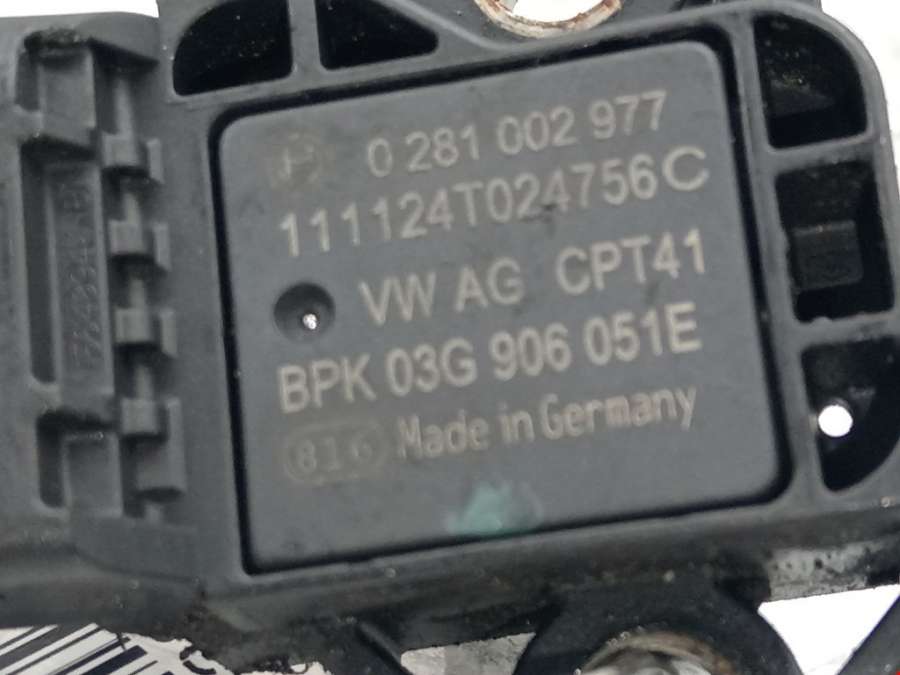 0 281 002 977
111124T024756C
VW AG CPT41
BPK 03G 906 051E
816 Made in Germany